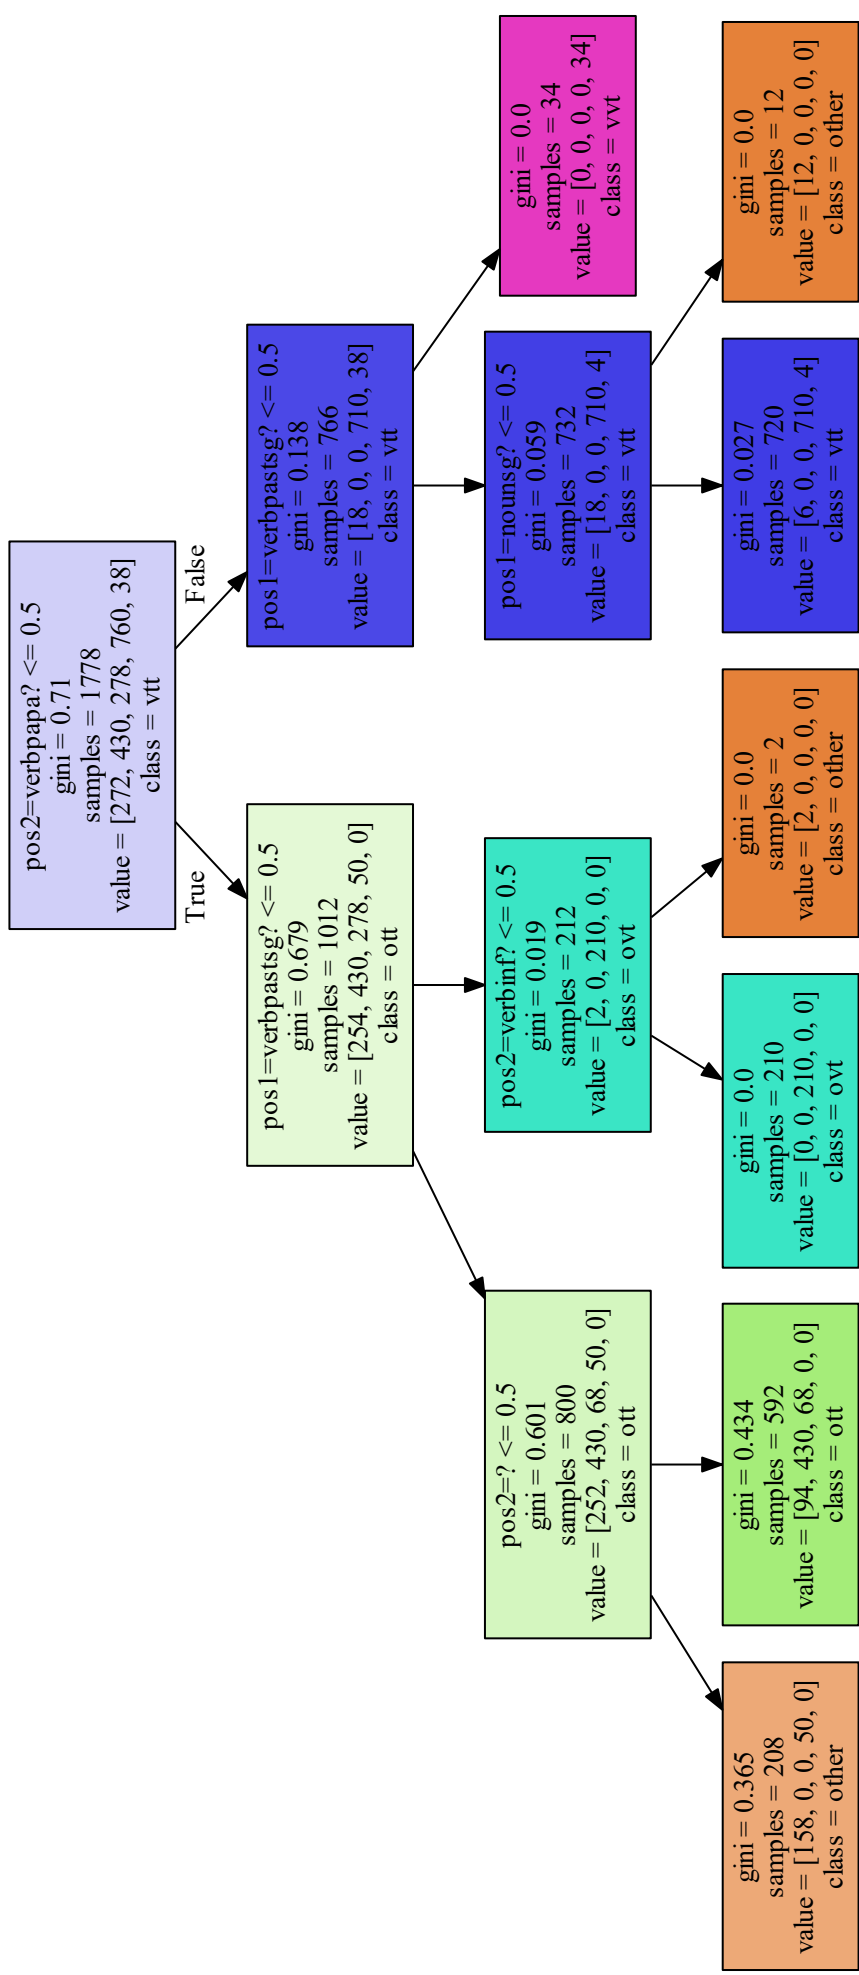 pos2=verbpapa? <= 0.5
gini = 0.71
samples = 1778
value = [272, 430, 278, 760, 38]
class = vtt
True
False
pos1=verbpastsg? <= 0.5
gini = 0.679
samples = 1012
value = [254, 430, 278, 50, 0]
class = ott
pos1=verbpastsg? <= 0.5
gini = 0.138
samples = 766
value = [18, 0, 0, 710, 38]
class = vtt
pos2=? <= 0.5
gini = 0.601
samples = 800
value = [252, 430, 68, 50, 0]
class = ott
pos2=verbinf? <= 0.5
gini = 0.019
samples = 212
value = [2, 0, 210, 0, 0]
class = ovt
pos1=nounsg? <= 0.5
gini = 0.059
samples = 732
value = [18, 0, 0, 710, 4]
class = vtt
gini = 0.0
samples = 34
value = [0, 0, 0, 0, 34]
class = vvt
gini = 0.365
samples = 208
value = [158, 0, 0, 50, 0]
class = other
gini = 0.434
samples = 592
value = [94, 430, 68, 0, 0]
class = ott
gini = 0.0
samples = 210
value = [0, 0, 210, 0, 0]
class = ovt
gini = 0.0
samples = 2
value = [2, 0, 0, 0, 0]
class = other
gini = 0.027
samples = 720
value = [6, 0, 0, 710, 4]
class = vtt
gini = 0.0
samples = 12
value = [12, 0, 0, 0, 0]
class = other